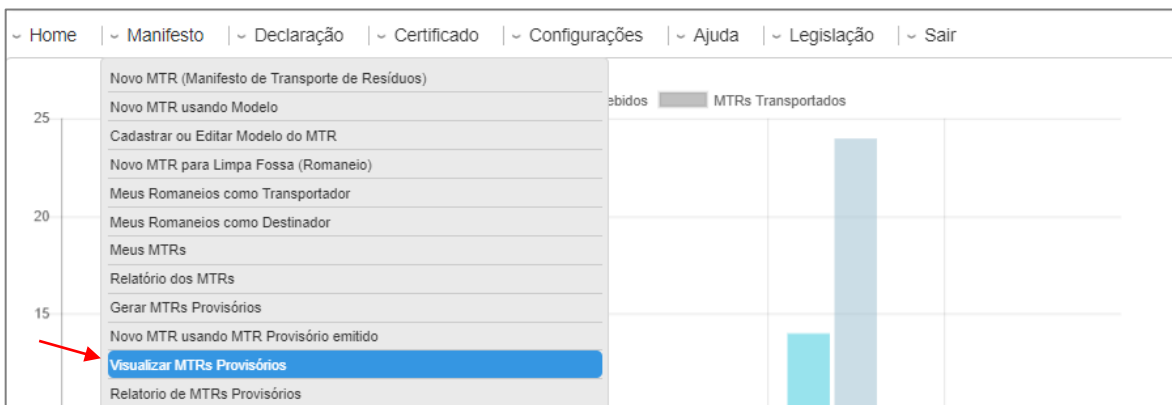 Home Manifesto Declaração Certificado Configurações Ajuda Legislação Sair
Novo MTR (Manifesto de Transporte de Resíduos)
Novo MTR usando Modelo
Cadastrar ou Editar Modelo do MTR
Novo MTR para Limpa Fossa (Romaneio)
Meus Romaneios como Transportador
Meus Romaneios como Destinador
Meus MTRs
Relatório dos MTRs
Gerar MTRs Provisórios
Novo MTR usando MTR Provisório emitido
Visualizar MTRs Provisórios
Relatorio de MTRs Provisórios
ebidos MTRs Transportados
25
20
15